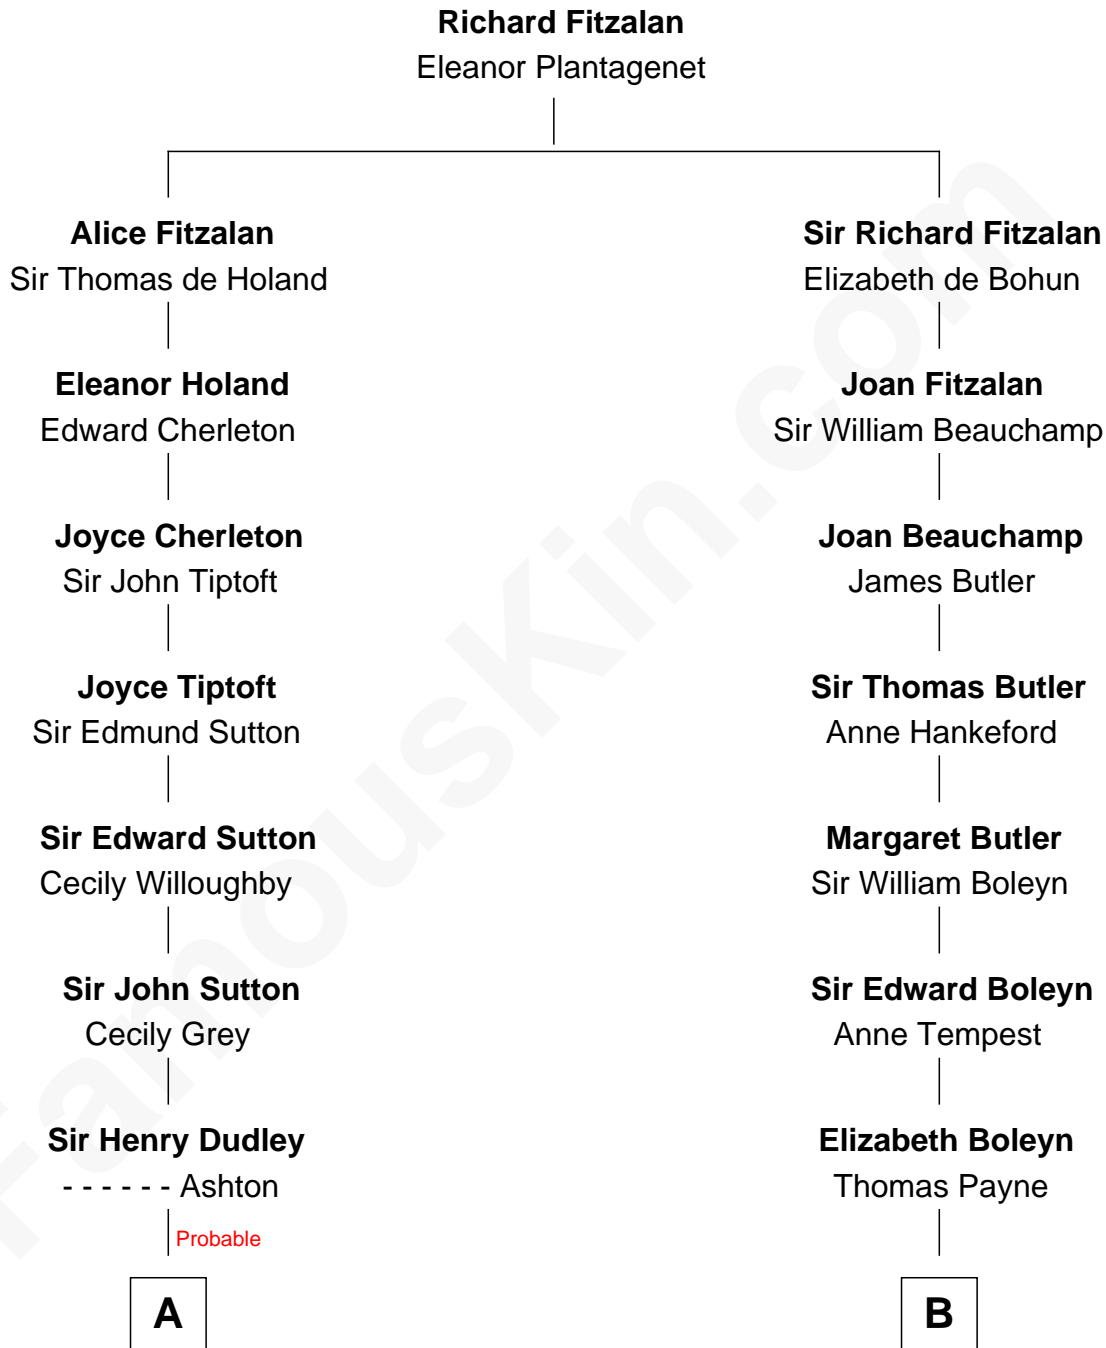 Richard Fitzalan
Eleanor Plantagenet
Alice Fitzalan
Sir Thomas de Holand
Sir Richard Fitzalan
Elizabeth de Bohun
Eleanor Holand
Edward Cherleton
Joan Fitzalan
Sir William Beauchamp
Joyce Cherleton
Sir John Tiptoft
Joan Beauchamp
James Butler
Joyce Tiptoft
Sir Edmund Sutton
Sir Thomas Butler
Anne Hankeford
Sir Edward Sutton
Cecily Willoughby
Margaret Butler
Sir William Boleyn
Sir John Sutton
Cecily Grey
Sir Edward Boleyn
Anne Tempest
Sir Henry Dudley
- - - - - - Ashton
Elizabeth Boleyn
Thomas Payne
Probable
A
B
FamousKin.com